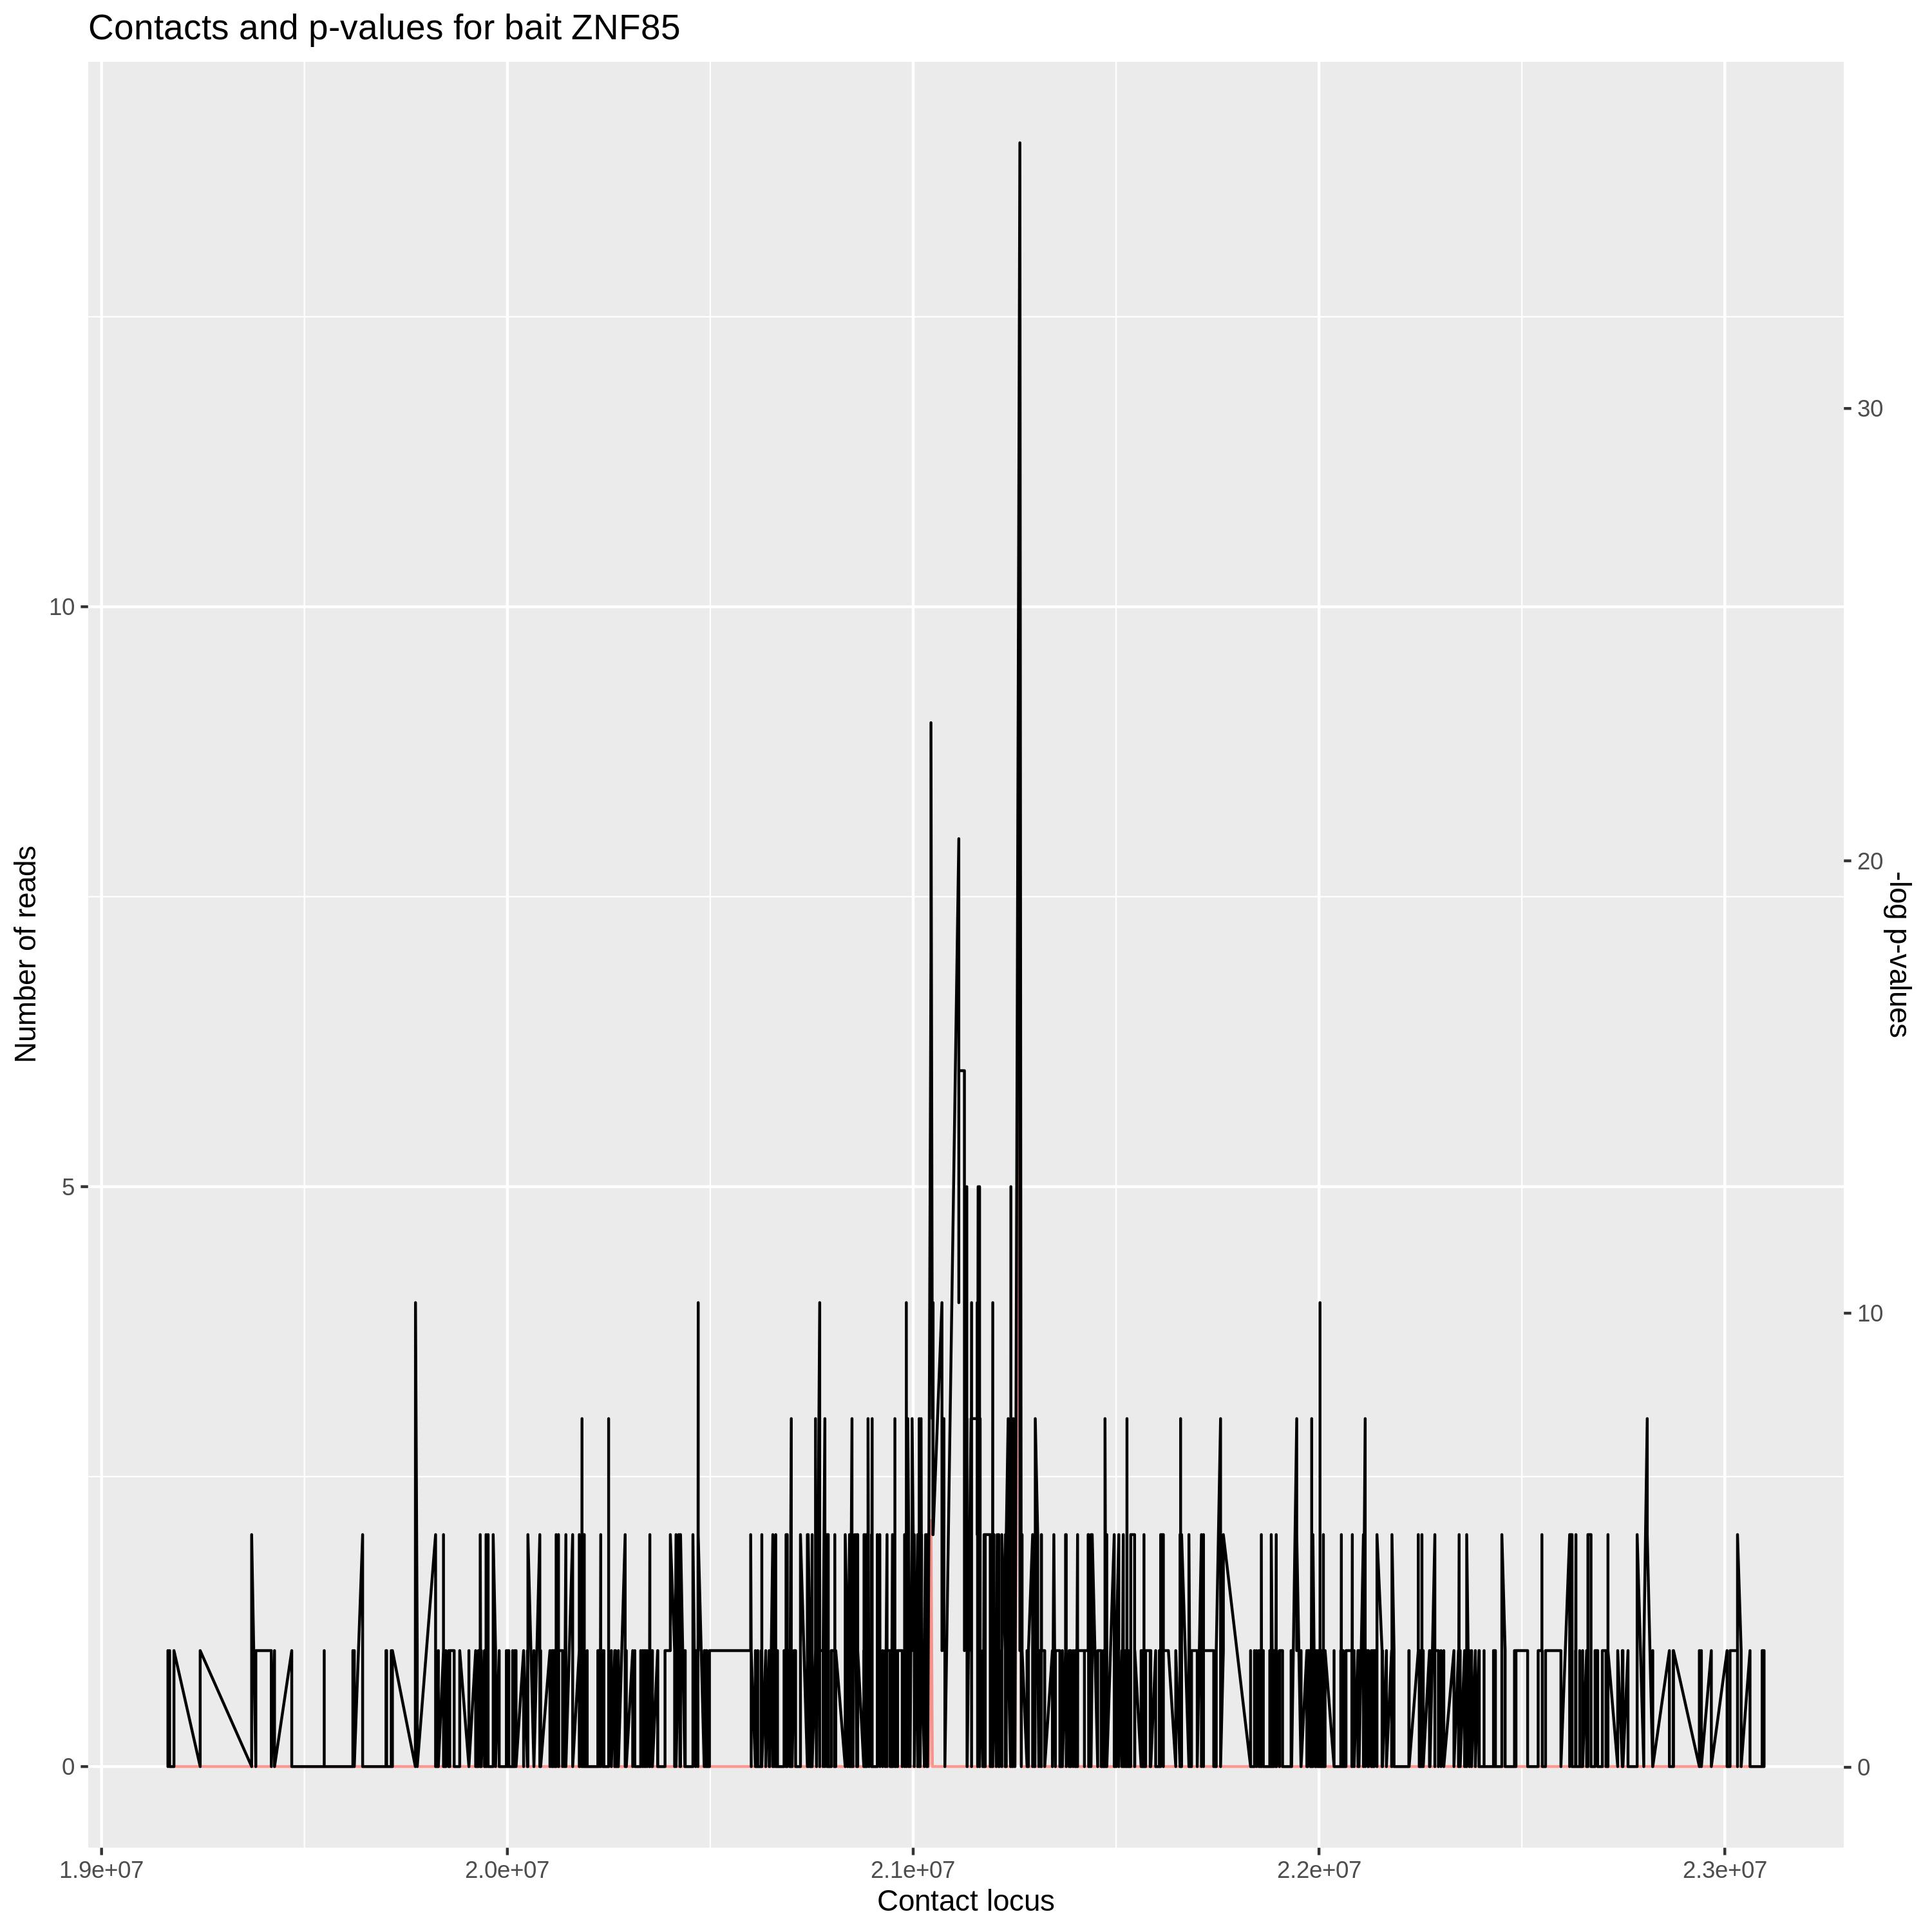 Contacts and p-values for bait ZNF85
10
5
0
Number of reads
30
20
10
0
-log p-values
1.9e+07 2.0e+07 2.1e+07 2.2e+07 2.3e+07
Contact locus